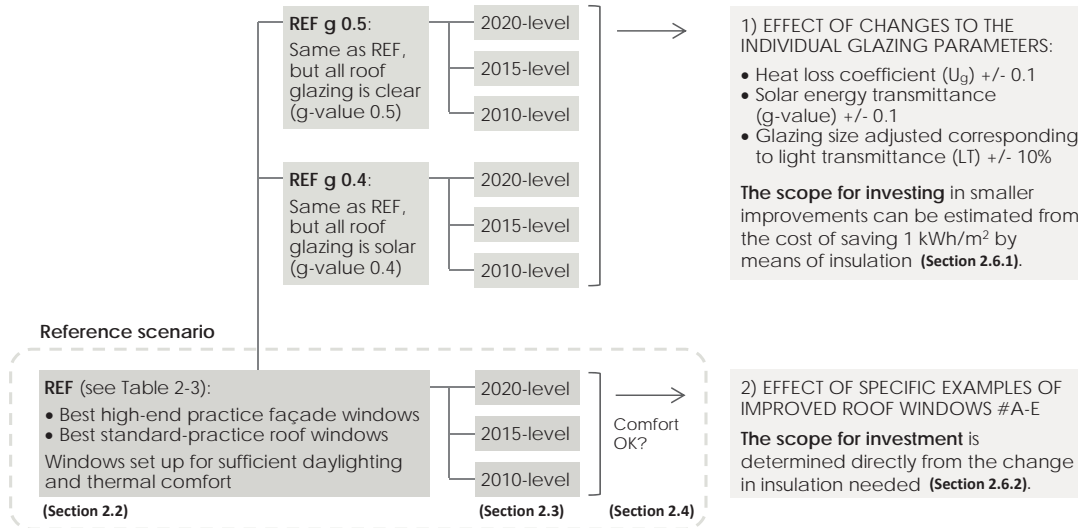 REF g 0.5:
Same as REF,
but all roof
glazing is clear
(g-value 0.5)
2020-level
2015-level
2010-level
REF g 0.4:
Same as REF,
but all roof
glazing is solar
(g-value 0.4)
2020-level
2015-level
2010-level
1) EFFECT OF CHANGES TO THE
INDIVIDUAL GLAZING PARAMETERS:
• Heat loss coefficient (Ug) +/- 0.1
• Solar energy transmittance
(g-value) +/- 0.1
• Glazing size adjusted corresponding
to light transmittance (LT) +/- 10%
The scope for investing in smaller
improvements can be estimated from
the cost of saving 1 kWh/m2 by
means of insulation (Section 2.6.1).
Reference scenario
REF (see Table 2-3):
• Best high-end practice façade windows
• Best standard-practice roof windows
Windows set up for sufficient daylighting
and thermal comfort
(Section 2.2)
2020-level
2015-level
2010-level
(Section 2.3)
Comfort
OK?
(Section 2.4)
2) EFFECT OF SPECIFIC EXAMPLES OF
IMPROVED ROOF WINDOWS #A-E
The scope for investment is
determined directly from the change
in insulation needed (Section 2.6.2).